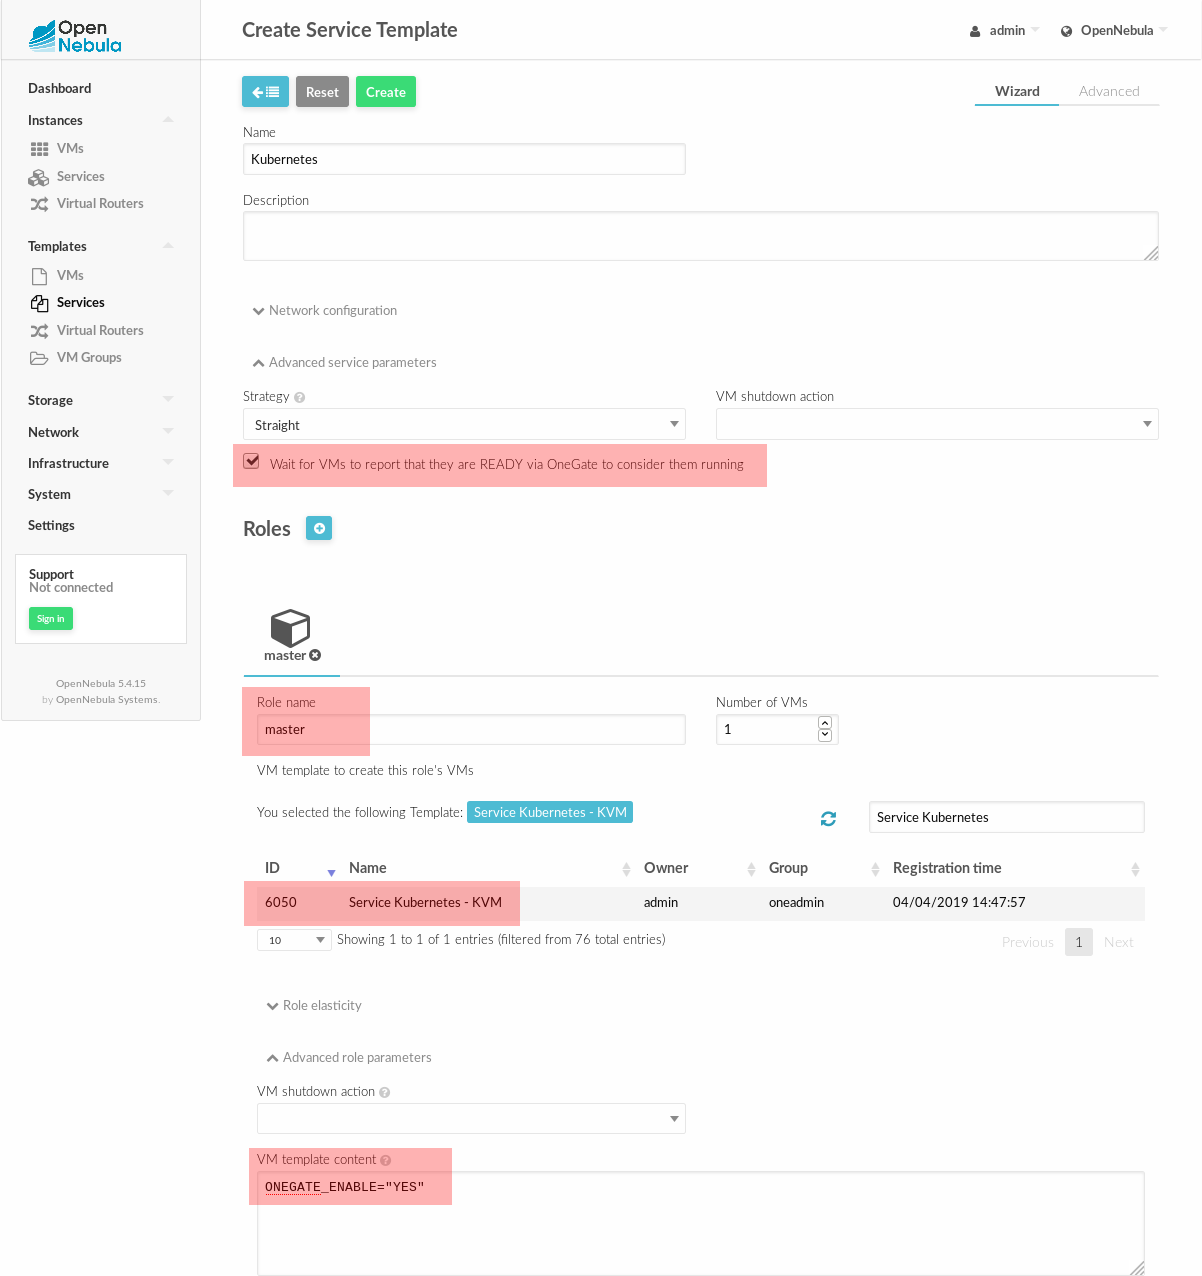 Open
Nebula
Create Service Template
admin
OpenNebula
Dashboard
Instances
VMs
Services
Virtual Routers
Templates
VMs
Services
Virtual Routers
VM Groups
Storage
Network
Infrastructure
System
Settings
Support
Not connected
Sign in
OpenNebula 5.4.15
by OpenNebula Systems.
Reset
Create
Wizard
Advanced
Name
Kubernetes
Description
Network configuration
Advanced service parameters
Strategy
VM shutdown action
Straight
Wait for VMs to report that they are READY via OneGate to consider them running
Roles
master
Role name
Number of VMs
master
1
VM template to create this role's VMs
You selected the following Template: Service Kubernetes - KVM
Service Kubernetes
ID Name Owner Group Registration time
6050 Service Kubernetes - KVM admin oneadmin 04/04/2019 14:47:57
10 Showing 1 to 1 of 1 entries (filtered from 76 total entries)
Previous 1 Next
Role elasticity
Advanced role parameters
VM shutdown action
VM template content
ONEGATE_ENABLE="YES"